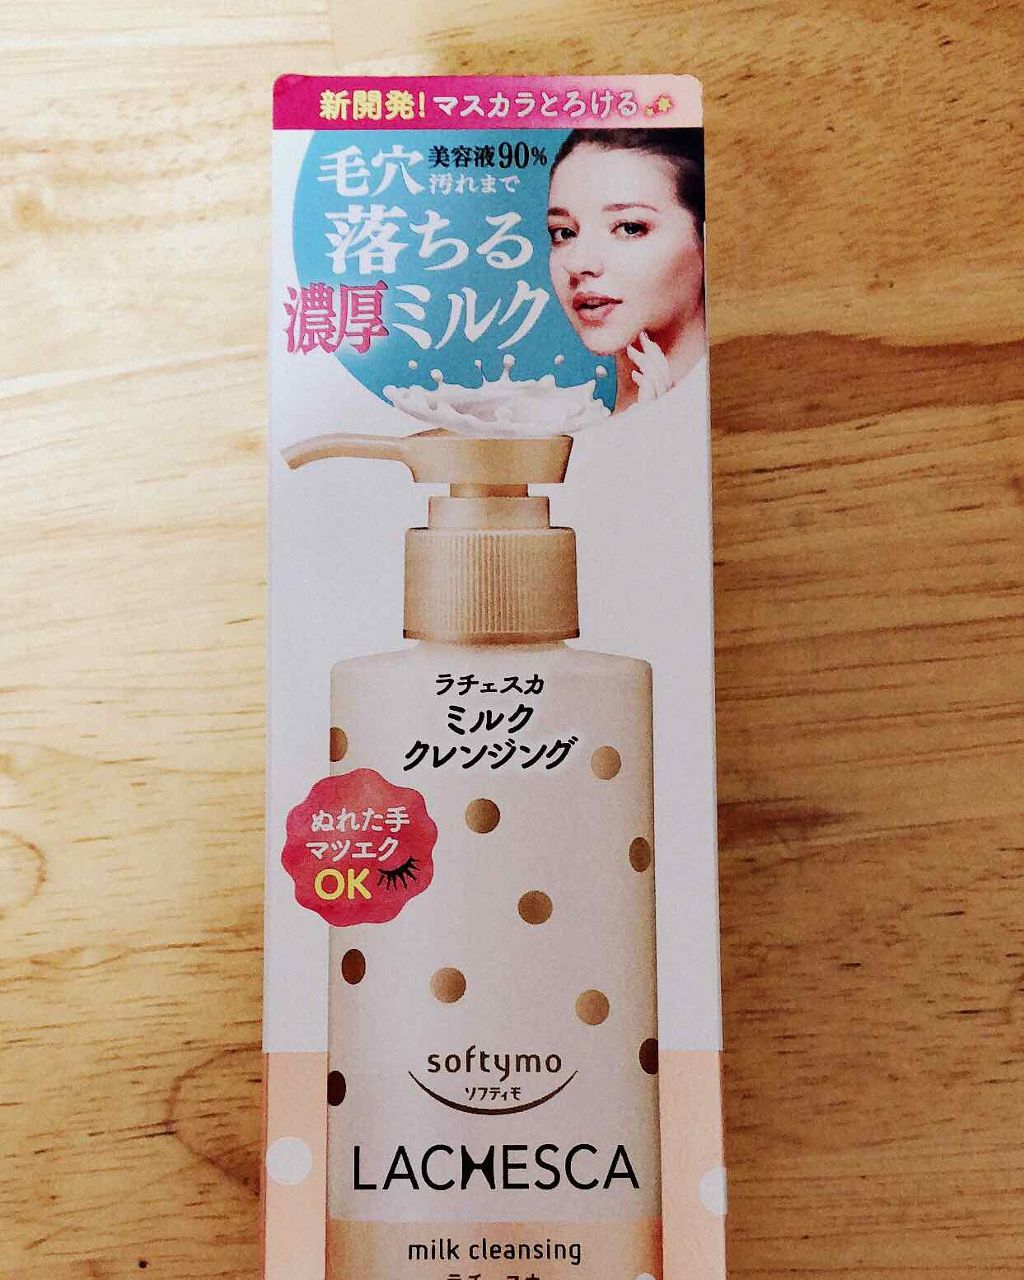 新開発！マスカラとろける
毛穴 美容液90%
汚れまで
落ちる
濃厚ミルク
ラチェスカ
ミルク
クレンジング
ぬれた手
マツエク
OK
softymo
ソフティモ
LACHESCA
milk cleansing